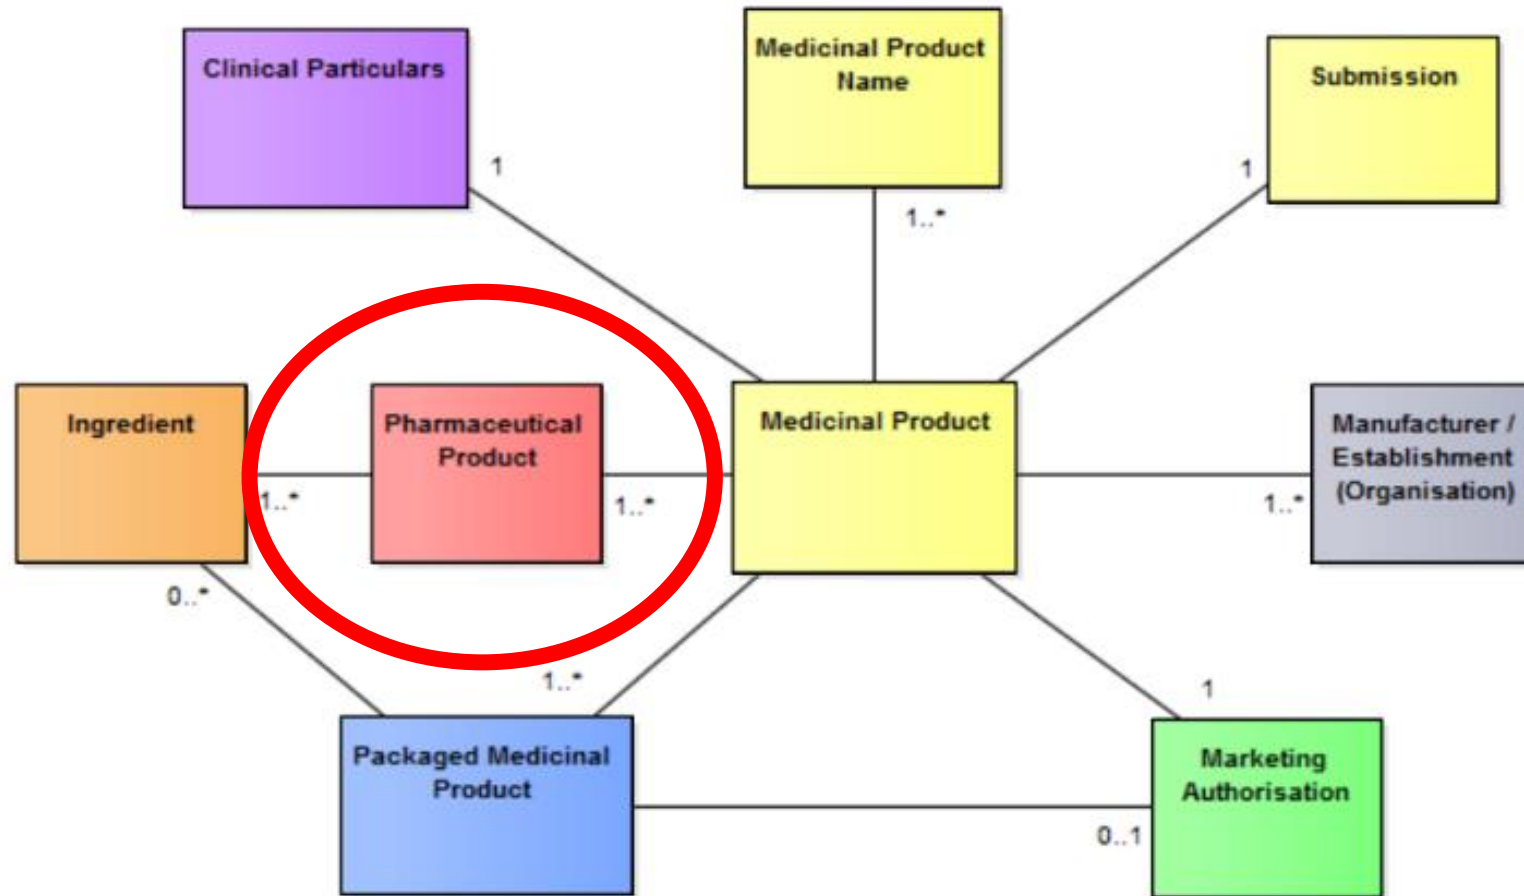 Clinical Particulars
Medicinal Product
Name
Submission
1
1..*
1
Ingredient
Pharmaceutical
Product
Medicinal Product
Manufacturer /
Establishment
(Organisation)
1..*
1..*
1..*
0..*
1..*
1
Packaged Medicinal
Product
Marketing
Authorisation
0..1